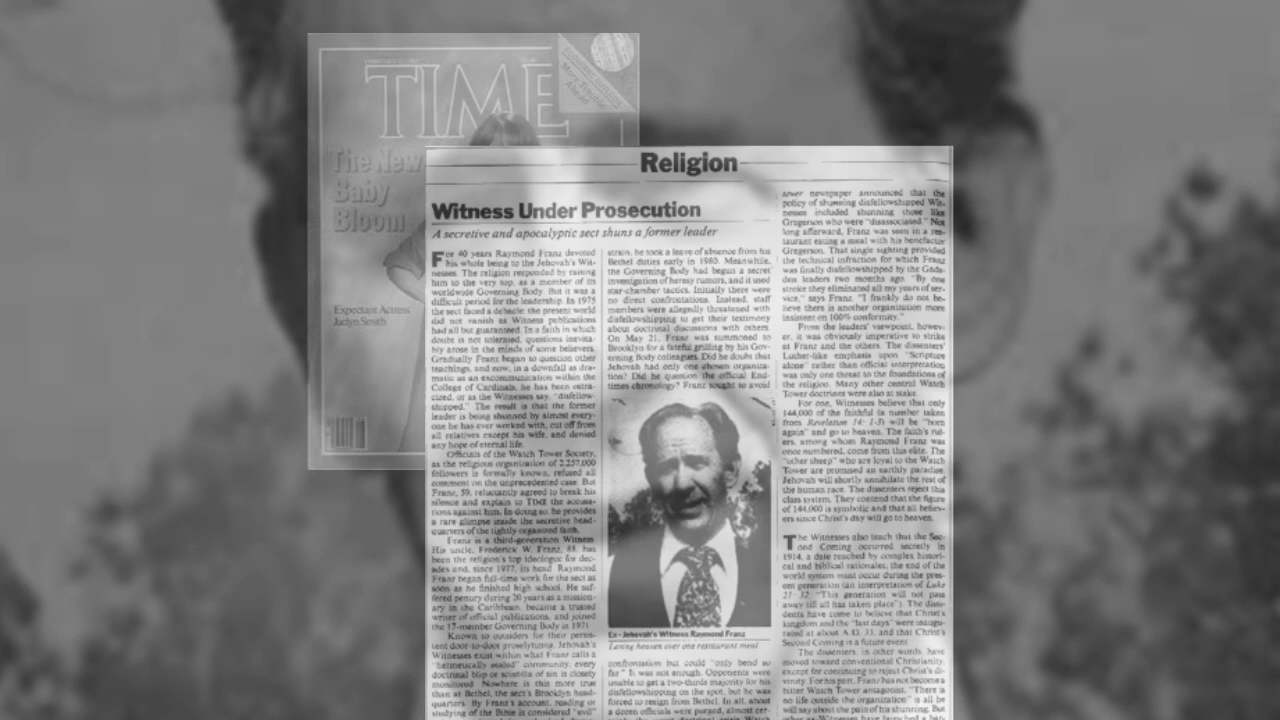 TIME
The New
Baby
Bloom
Expectant Actress
Jaclyn Smith
Religion
Witness Under Prosecution
A secretive and apocalyptic sect shuns a former leader
For 40 years Raymond Franz devoted
his whole being to the Jehovah's Wit-
nesses. The religion responded by raising
him to the very top, as a member of its
worldwide Governing Body. But it was a
difficult period for the leadership. In 1975
the sect faced a debacle: the present world
did not vanish as Witness publications
had all but guaranteed. In a faith in which
doubt is not tolerated, questions inevita-
bly arose in the minds of some believers.
Gradually Franz began to question other
teachings, and now, in a downfall as dra-
matic as an excommunication within the
College of Cardinals, he has been ostra-
cized, or as the Witnesses say, "disfellow-
shipped." The result is that the former
leader is being shunned by almost every-
one he has ever worked with, cut off from
all relatives except his wife, and denied
any hope of eternal life.
Officials of the Watch Tower Society,
as the religious organization of 2,257,000
followers is formally known, refused all
comment on the unprecedented case. But
Franz, 59, reluctantly agreed to break his
silence and explain to TIME the accusa-
tions against him. In doing so, he provides
a rare glimpse inside the secretive head-
quarters of the tightly organized faith.
Franz is a third-generation Witness.
His uncle, Frederick W. Franz, 88, has
been the religion's top ideologue for dec-
ades and, since 1977, its head. Raymond
Franz began full-time work for the sect as
soon as he finished high school. He suf-
fered penury during 20 years as a mission-
ary in the Caribbean, became a trusted
writer of official publications, and joined
the 17-member Governing Body in 1971.
Known to outsiders for their persis-
tent door-to-door proselytizing, Jehovah's
Witnesses exist within what Franz calls a
"hermetically sealed" community, every
doctrinal blip or scintilla of sin is closely
monitored. Nowhere is this more true
than at Bethel, the sect's Brooklyn head-
quarters. By Franz's account, reading or
studying of the Bible is considered "evil"
strain, he took a leave of absence from his
Bethel duties early in 1980. Meanwhile,
the Governing Body had begun a secret
investigation of heresy rumors, and it used
star-chamber tactics. Initially there were
no direct confrontations. Instead, staff
members were allegedly threatened with
disfellowshipping to get their testimony
about doctrinal discussions with others.
On May 21, Franz was summoned to
Brooklyn for a fateful grilling by his Gov-
erning Body colleagues. Did he doubt that
Jehovah had only one chosen organiza-
tion? Did he question the official End-
times chronology? Franz sought to avoid
Ex-Jehovah's Witness Raymond Franz
Losing heaven over one restaurant meal
confrontation but could "only bend so
far." It was not enough. Opponents were
unable to get a two-thirds majority for his
disfellowshipping on the spot, but he was
forced to resign from Bethel. In all, about
a dozen officials were purged, almost cer-
tower newspaper announced that the
policy of shunning disfellowshipped Wit-
nesses included shunning those like
Gregerson who were "disassociated." Not
long afterward, Franz was seen in a res-
taurant eating a meal with his benefactor
Gregerson. That single sighting provided
the technical infraction for which Franz
was finally disfellowshipped by the Gads-
den leaders two months ago. "By one
stroke they eliminated all my years of ser-
vice," says Franz. "I frankly do not be-
lieve there is another organization more
insistent on 100% conformity."
From the leaders' viewpoint, howev-
er, it was obviously imperative to strike
at Franz and the others. The dissenters'
Luther-like emphasis upon "Scripture
alone" rather than official interpretation
was only one threat to the foundations of
the religion. Many other central Watch
Tower doctrines were also at stake.
For one, Witnesses believe that only
144,000 of the faithful (a number taken
from Revelation 14: 1-3) will be "born
again" and go to heaven. The faith's rul-
ers, among whom Raymond Franz was
once numbered, come from this elite. The
"other sheep" who are loyal to the Watch
Tower are promised an earthly paradise.
Jehovah will shortly annihilate the rest of
the human race. The dissenters reject this
class system. They contend that the figure
of 144,000 is symbolic and that all believ-
ers since Christ's day will go to heaven.
The Witnesses also teach that the Sec-
ond Coming occurred secretly in
1914, a date reached by complex histori-
cal and biblical rationales; the end of the
world system must occur during the pres-
ent generation (an interpretation of Luke
21: 32: "This generation will not pass
away till all has taken place"). The dissi-
dents have come to believe that Christ's
kingdom and the "last days" were inaugu-
rated at about A.D. 33, and that Christ's
Second Coming is a future event.
The dissenters, in other words, have
moved toward conventional Christianity,
except for continuing to reject Christ's di-
vinity. For his part, Franz has not become a
bitter Watch Tower antagonist. "There is
no life outside the organization" is all he
will say about the pain of his shunning. But